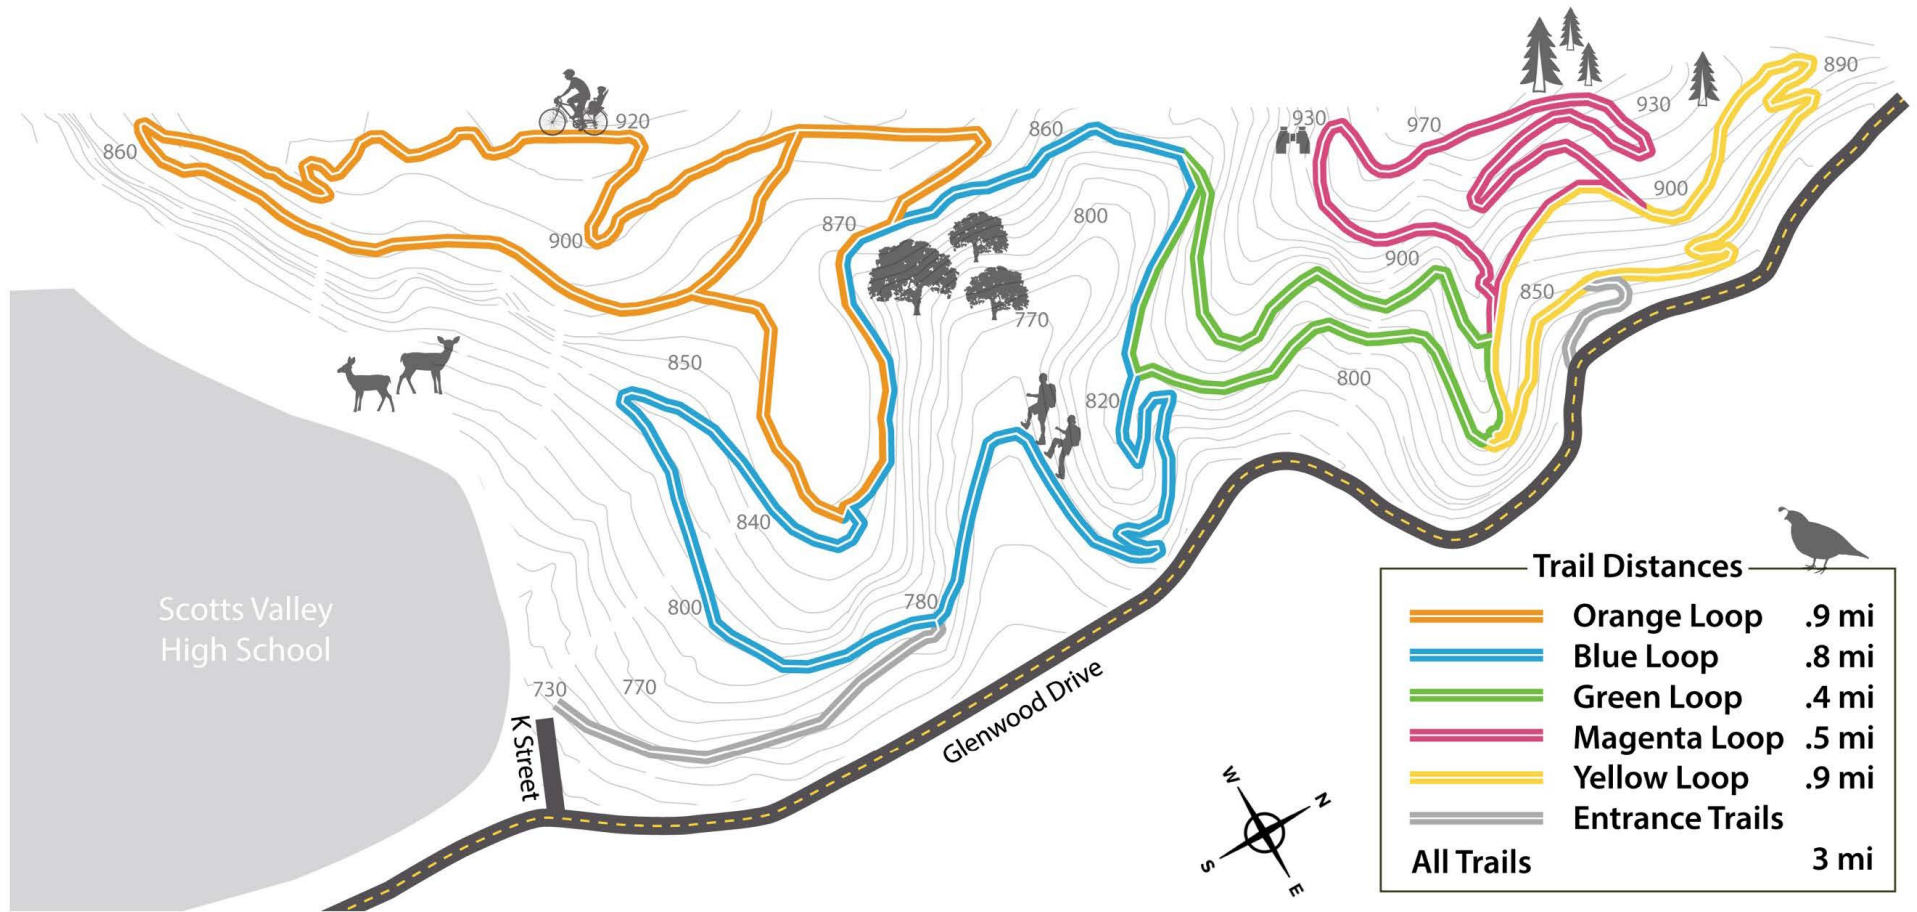 890
930
930
970
920
860
860
900
800
870
900
900
850
770
850
800
820
840
780
800
Scotts Valley
High School
730
770
K Street
Glenwood Drive
W
N
S
E
Trail Distances
Orange Loop .9 mi
Blue Loop .8 mi
Green Loop .4 mi
Magenta Loop .5 mi
Yellow Loop .9 mi
Entrance Trails
All Trails 3 mi